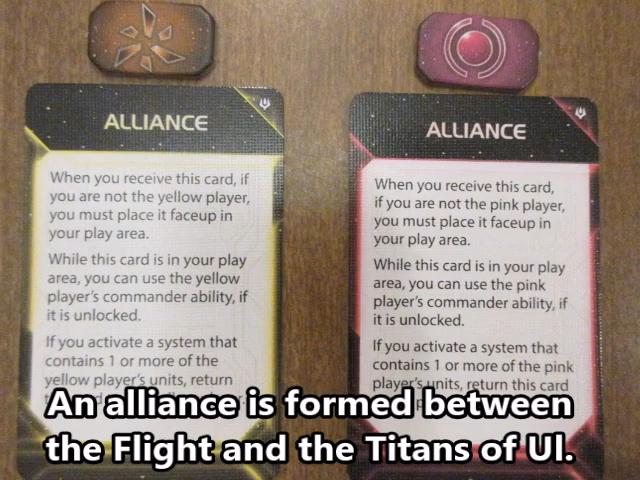 ALLIANCE
When you receive this card, if
you are not the yellow player,
you must place it faceup in
your play area.
While this card is in your play
area, you can use the yellow
player's commander ability, if
it is unlocked.
If you activate a system that
contains 1 or more of the
yellow player's units, return
ALLIANCE
When you receive this card,
if you are not the pink player,
you must place it faceup in
your play area.
While this card is in your play
area, you can use the pink
player's commander ability, if
it is unlocked.
If you activate a system that
contains 1 or more of the pink
player's units, return this card
An alliance is formed between
the Flight and the Titans of Ul.